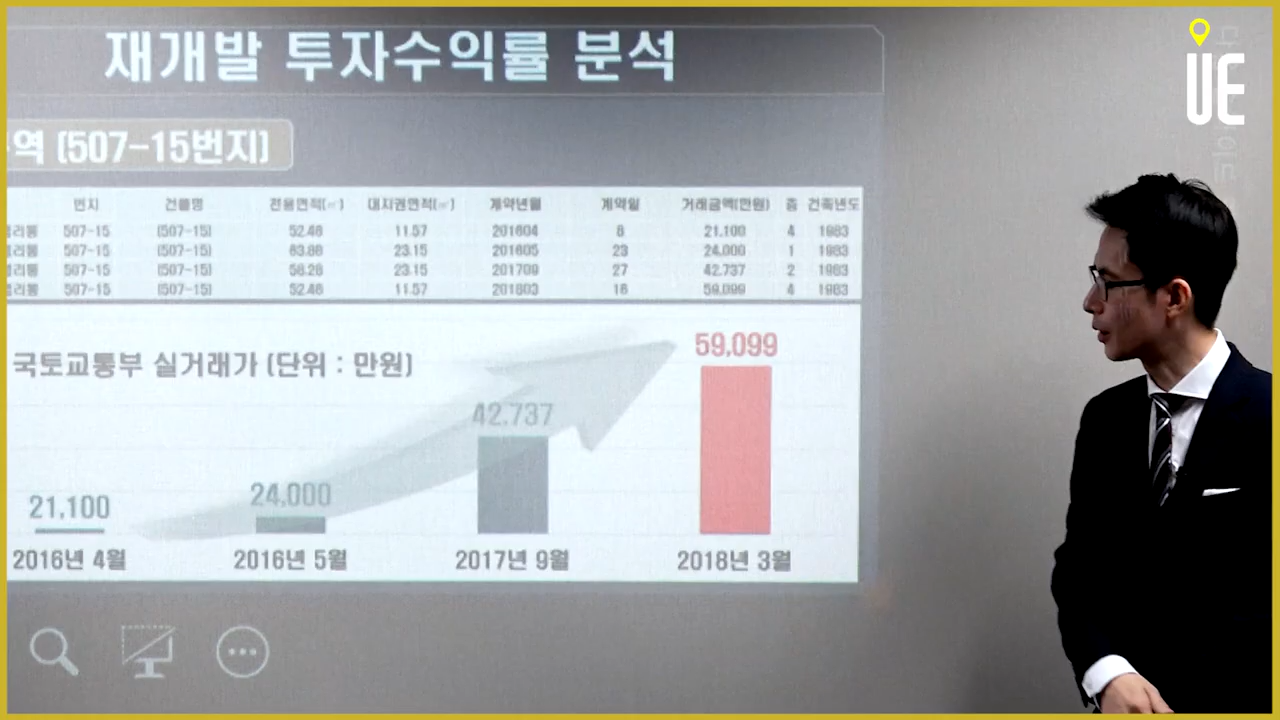 재개발 투자수익률 분석
역 (507-15번지)
번지 건물명 전용면적(㎡) 대지권면적(㎡) 계약년월 계약일 거래금액(만원) 층 건축년도
507-15 (507-15) 52.46 11.57 201604 8 21,100 4 1983
507-15 (507-15) 63.86 23.15 201605 23 24,000 1 1983
507-15 (507-15) 23.15 201709 27 42,737 2 1983
507-15 (507-15) 52.46 11.57 201803 16 59,099 4 1983
국토교통부 실거래가 (단위 : 만원)
21,100 24,000 42,737 59,099
2016년 4월 2016년 5월 2017년 9월 2018년 3월
UE